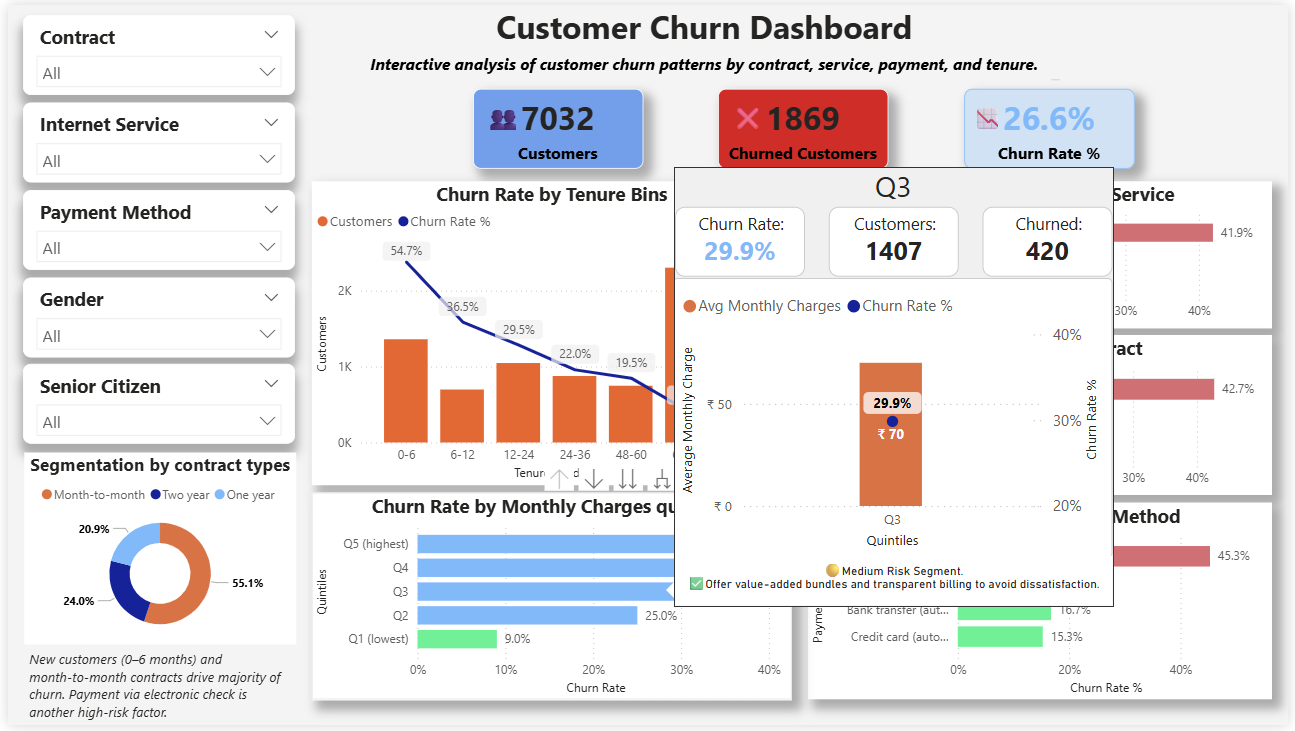 Customer Churn Dashboard
Interactive analysis of customer churn patterns by contract, service, payment, and tenure.
Contract
All
Internet Service
All
Payment Method
All
Gender
All
Senior Citizen
All
7032
Customers
1869
Churned Customers
26.6%
Churn Rate %
Segmentation by contract types
Month-to-month Two year One year
20.9%
55.1%
24.0%
New customers (0–6 months) and
month-to-month contracts drive majority of
churn. Payment via electronic check is
another high-risk factor.
Churn Rate by Tenure Bins
Customers Churn Rate %
54.7%
36.5%
29.5%
22.0%
19.5%
2K
1K
0K
Customers
0-6 6-12 12-24 24-36 48-60
Churn Rate by Monthly Charges
Quintiles
Q5 (highest)
Q4
Q3
Q2 25.0%
Q1 (lowest) 9.0%
0% 10% 20% 30% 40%
Churn Rate
Q3
Churn Rate:
29.9%
Customers:
1407
Churned:
420
Avg Monthly Charges Churn Rate %
Average Monthly Charge
₹ 50
₹ 0
29.9%
₹ 70
40%
30%
20%
Churn Rate %
Q3
Quintiles
Medium Risk Segment.
Offer value-added bundles and transparent billing to avoid dissatisfaction.
Service
41.9%
30% 40%
42.7%
30% 40%
Method
45.3%
Bank transfer (aut... 16.7%
Credit card (auto... 15.3%
0% 20% 40%
Churn Rate %